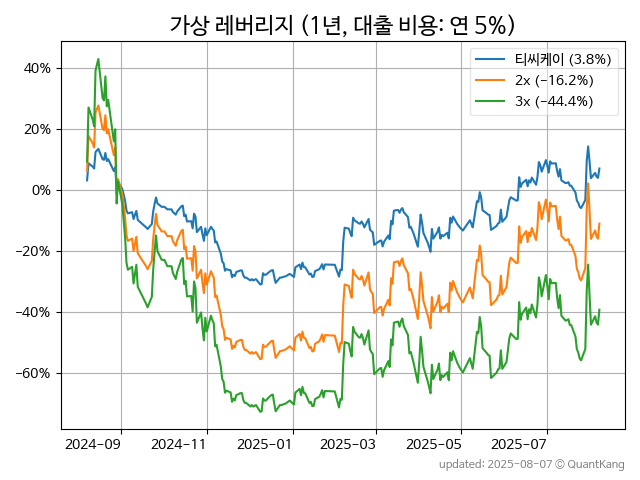 가상 레버리지 (1년, 대출 비용: 연 5%)
티씨케이 (3.8%)
2x (−16.2%)
3x (−44.4%)
40%
20%
0%
−20%
−40%
−60%
2024-09
2024-11
2025-01
2025-03
2025-05
2025-07
updated: 2025-08-07 © QuantKang